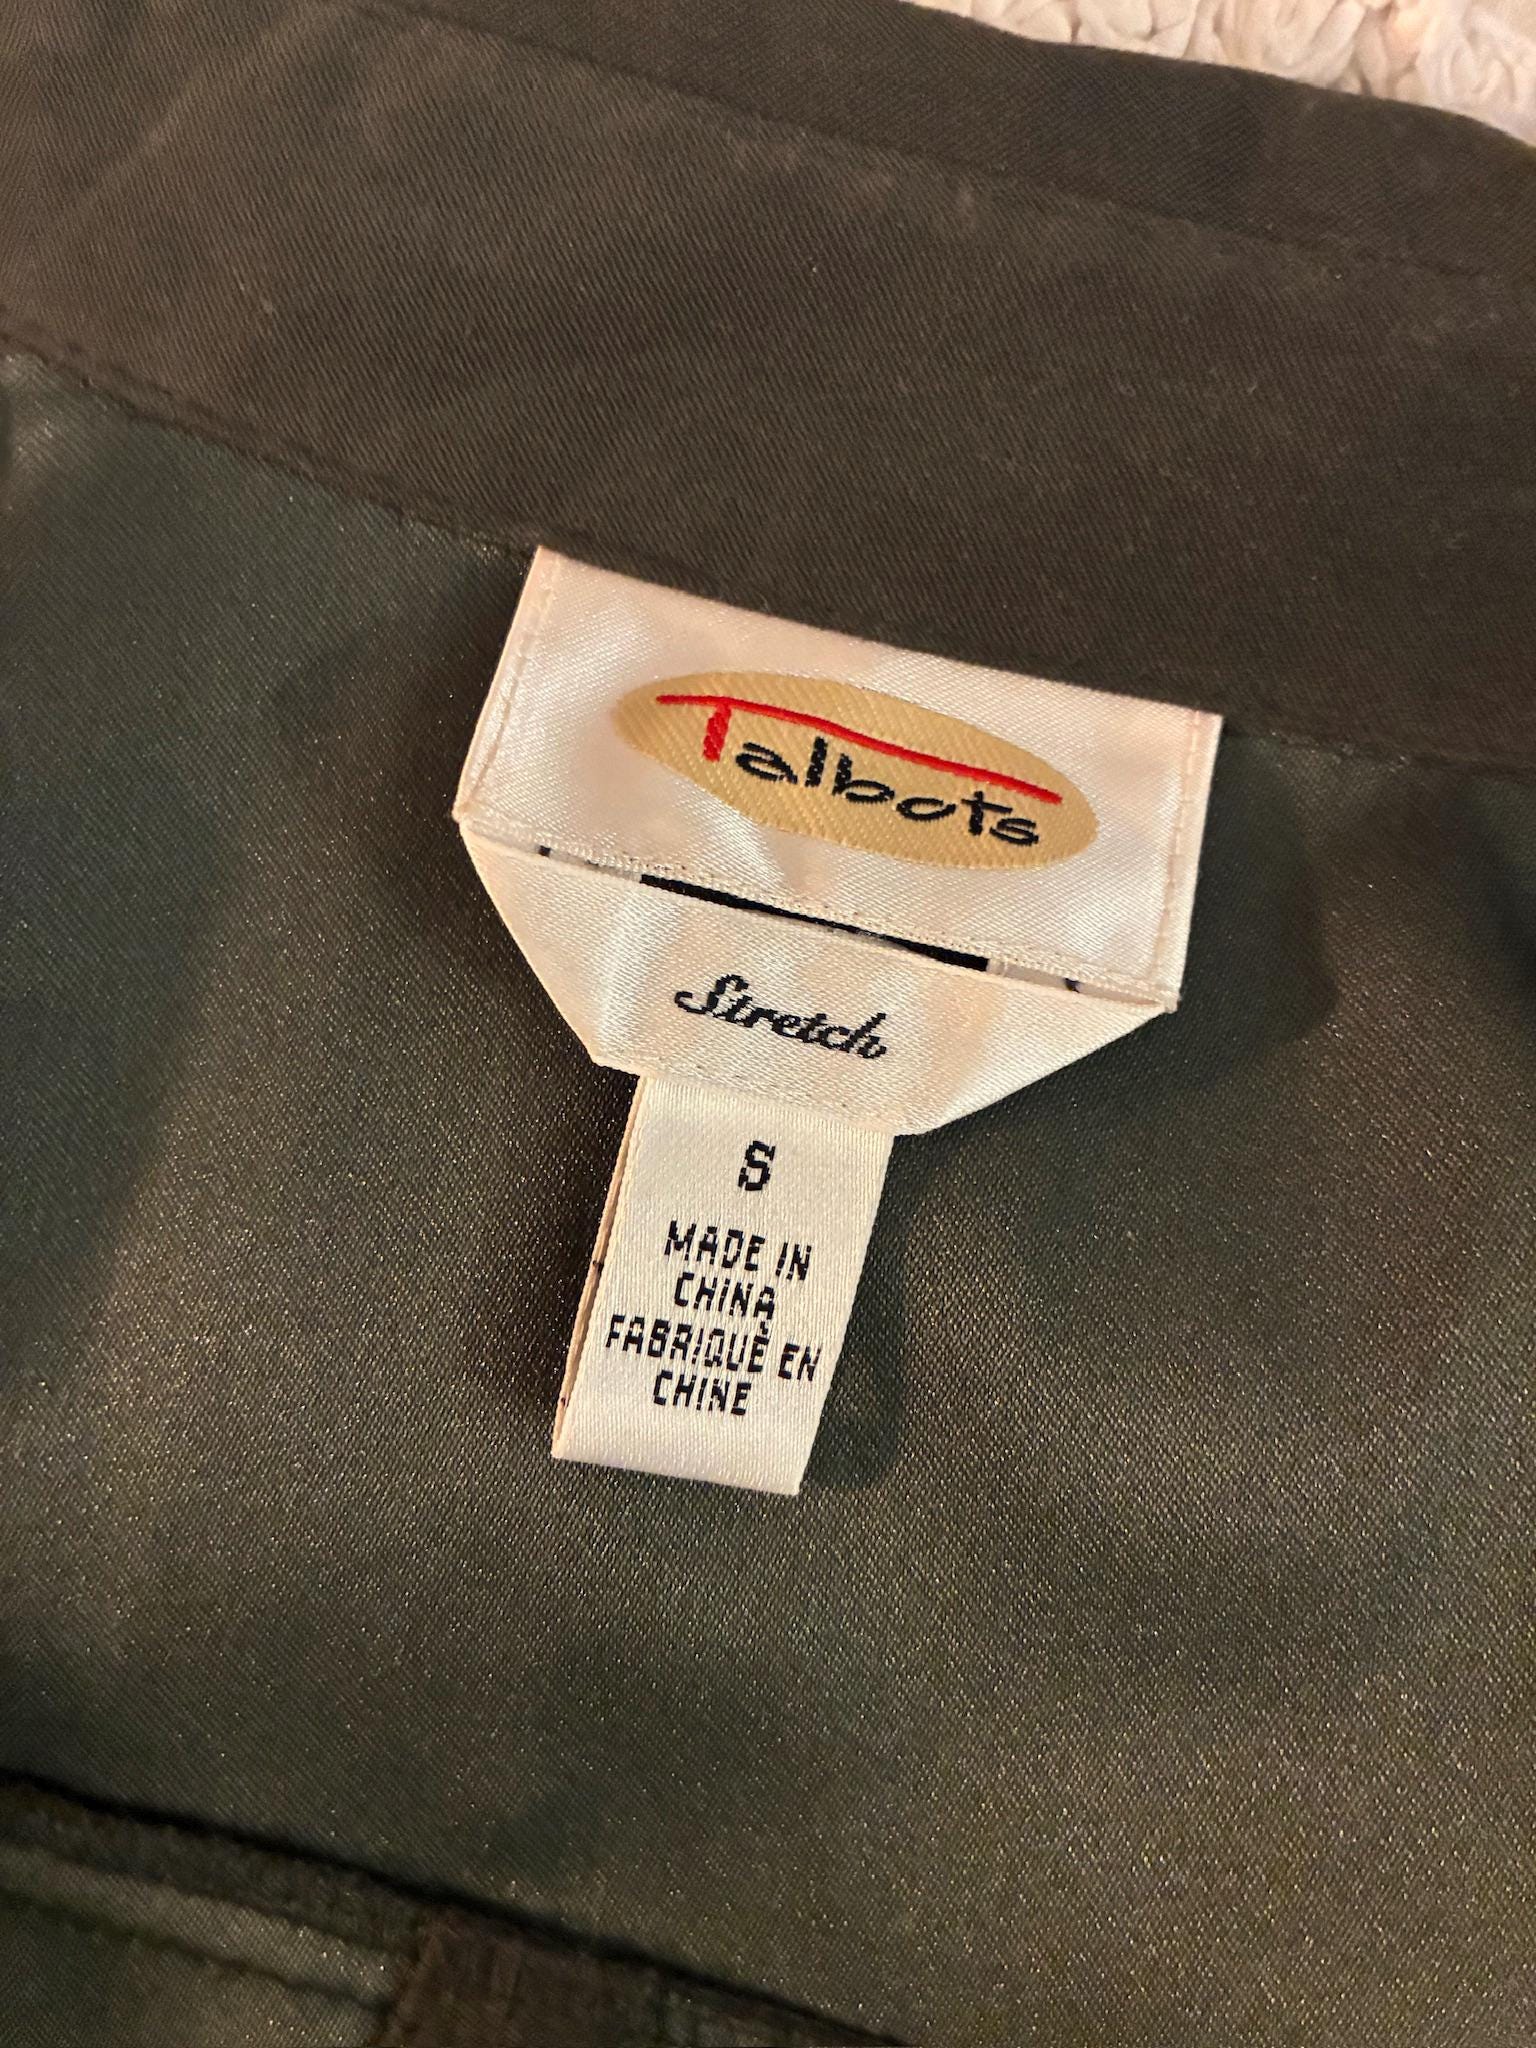 Talbots
Stretch
S
MADE IN
CHINA
FABRIQUÉ EN
CHINE